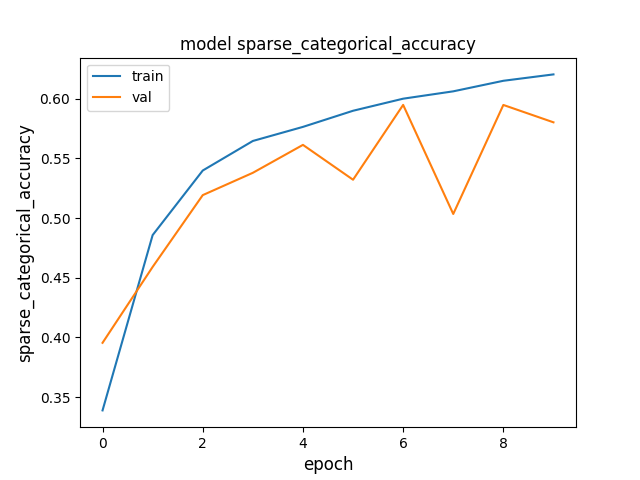 model sparse_categorical_accuracy
train
val
sparse_categorical_accuracy
0.60
0.55
0.50
0.45
0.40
0.35
0 2 4 6 8
epoch